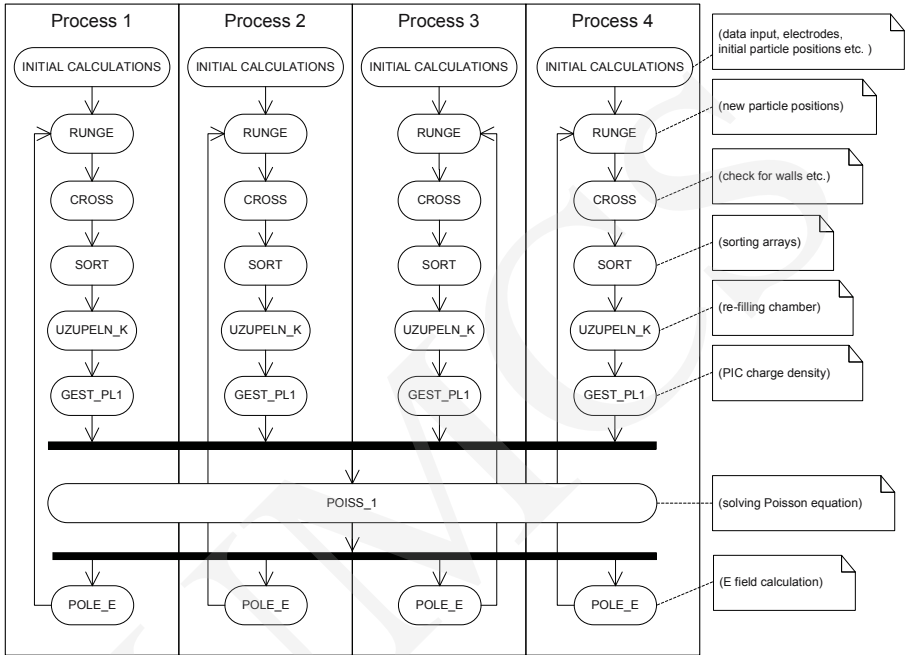 Process 1 Process 2 Process 3 Process 4
INITIAL CALCULATIONS INITIAL CALCULATIONS INITIAL CALCULATIONS INITIAL CALCULATIONS
(data input, electrodes,
initial particle positions etc. )
RUNGE RUNGE RUNGE RUNGE
(new particle positions)
CROSS CROSS CROSS CROSS
(check for walls etc.)
SORT SORT SORT SORT
(sorting arrays)
UZUPELN_K UZUPELN_K UZUPELN_K UZUPELN_K
(re-filling chamber)
GEST_PL1 GEST_PL1 GEST_PL1 GEST_PL1
(PIC charge density)
POISS_1
(solving Poisson equation)
POLE_E POLE_E POLE_E POLE_E
(E field calculation)
UMCS